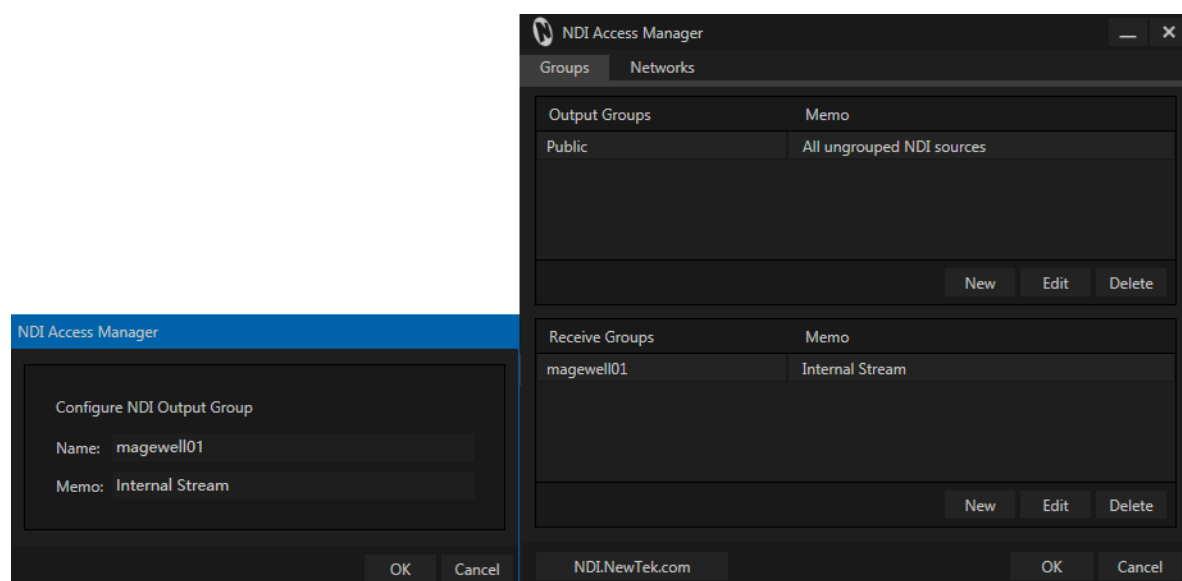 NDI Access Manager
Groups Networks
Output Groups Memo
Public All ungrouped NDI sources
New Edit Delete
Receive Groups Memo
magewell01 Internal Stream
New Edit Delete
NDI.NewTek.com OK Cancel
NDI Access Manager
Configure NDI Output Group
Name: magewell01
Memo: Internal Stream
OK Cancel